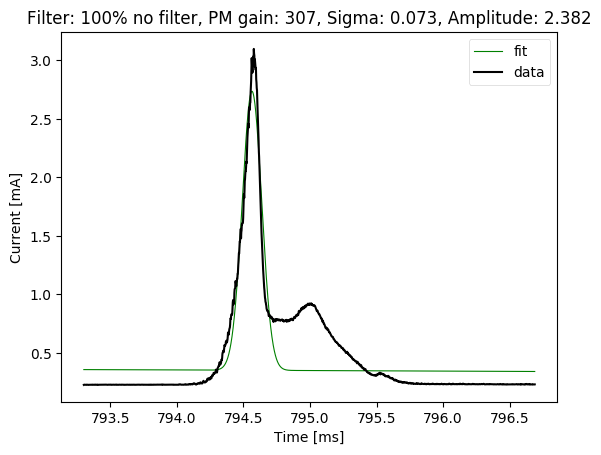 Filter: 100% no filter, PM gain: 307, Sigma: 0.073, Amplitude: 2.382
fit
data
3.0
2.5
2.0
1.5
1.0
0.5
Current [mA]
793.5 794.0 794.5 795.0 795.5 796.0 796.5
Time [ms]